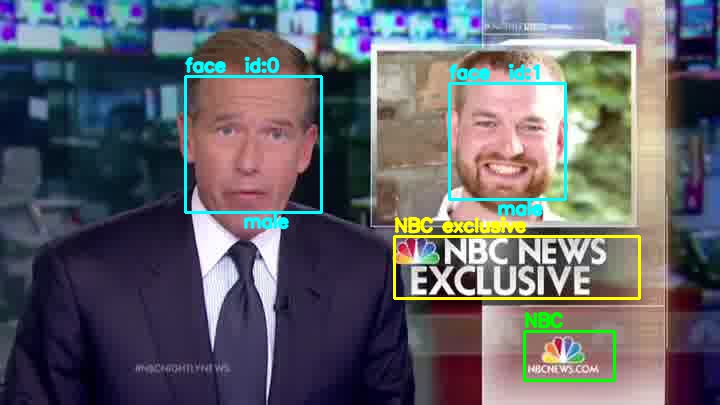 face id:0
face id:1
male
male
NBC exclusive
NBC NEWS
EXCLUSIVE
NBC
NBCNEWS.COM
#NBCNIGHTLYNEWS